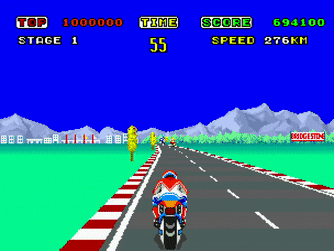 TOP 1000000 TIME SCORE 694100
STAGE 1 55 SPEED 276KM
BRIDGESTONE